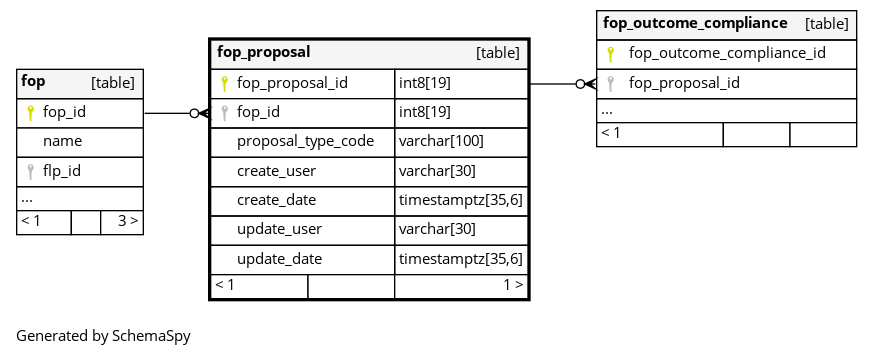 fop [table]
fop_id
name
flp_id
...
< 1 3 >
fop_proposal [table]
fop_proposal_id int8[19]
fop_id int8[19]
proposal_type_code varchar[100]
create_user varchar[30]
create_date timestamptz[35,6]
update_user varchar[30]
update_date timestamptz[35,6]
< 1 1 >
fop_outcome_compliance [table]
fop_outcome_compliance_id
fop_proposal_id
...
< 1
Generated by SchemaSpy